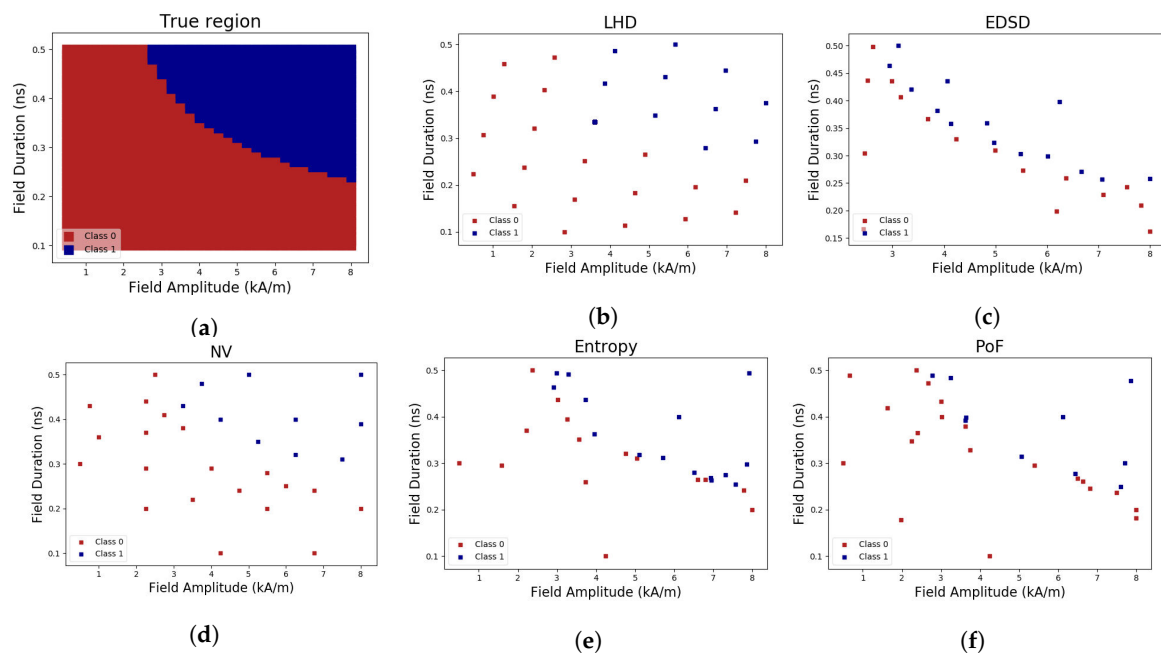 True region
Field Duration (ns)
0.5
0.4
0.3
0.2
0.1
Class 0
Class 1
1 2 3 4 5 6 7 8
Field Amplitude (kA/m)
(a)
LHD
Field Duration (ns)
0.5
0.4
0.3
0.2
0.1
Class 0
Class 1
1 2 3 4 5 6 7 8
Field Amplitude (kA/m)
(b)
EDSD
Field Duration (ns)
0.50
0.45
0.40
0.35
0.30
0.25
0.20
0.15
Class 0
Class 1
3 4 5 6 7 8
Field Amplitude (kA/m)
(c)
NV
Field Duration (ns)
0.5
0.4
0.3
0.2
0.1
Class 0
Class 1
1 2 3 4 5 6 7 8
Field Amplitude (kA/m)
(d)
Entropy
Field Duration (ns)
0.5
0.4
0.3
0.2
0.1
Class 0
Class 1
1 2 3 4 5 6 7 8
Field Amplitude (kA/m)
(e)
PoF
Field Duration (ns)
0.5
0.4
0.3
0.2
0.1
Class 0
Class 1
1 2 3 4 5 6 7 8
Field Amplitude (kA/m)
(f)